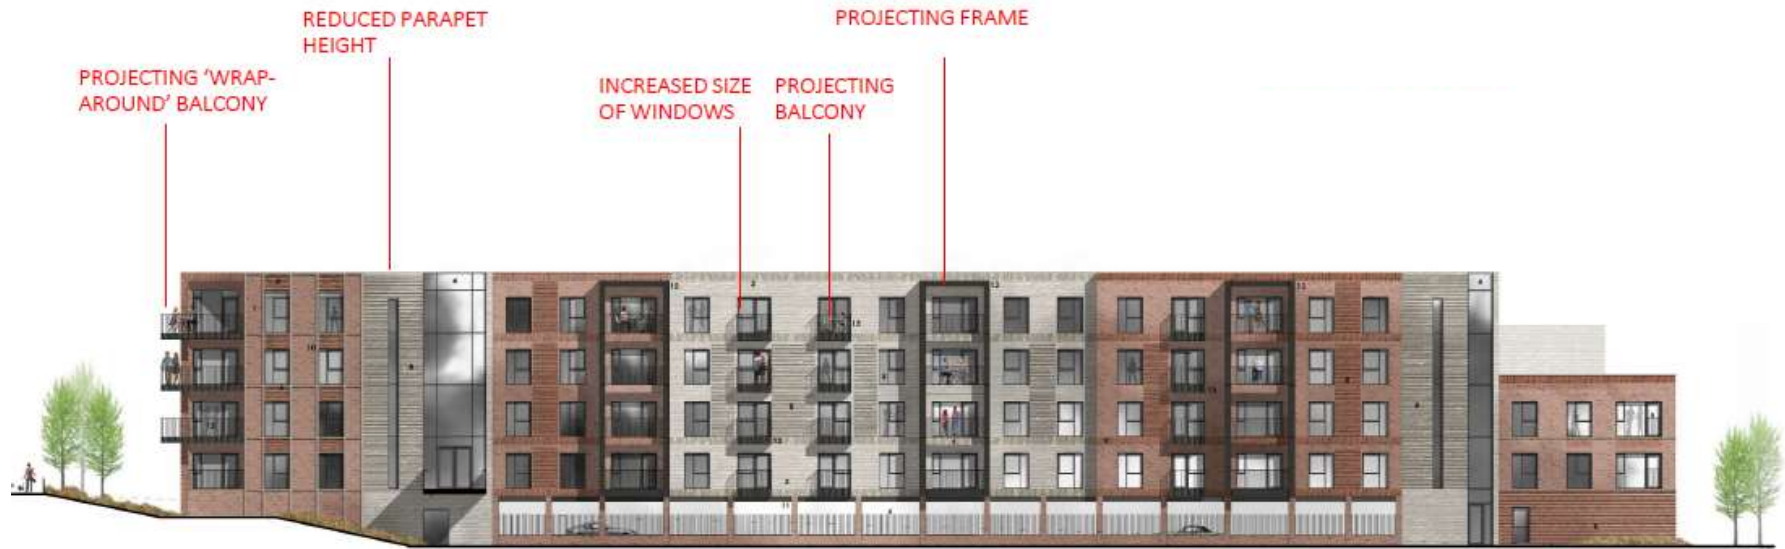 REDUCED PARAPET
HEIGHT
PROJECTING FRAME
PROJECTING ‘WRAP-
AROUND’ BALCONY
INCREASED SIZE
OF WINDOWS
PROJECTING
BALCONY